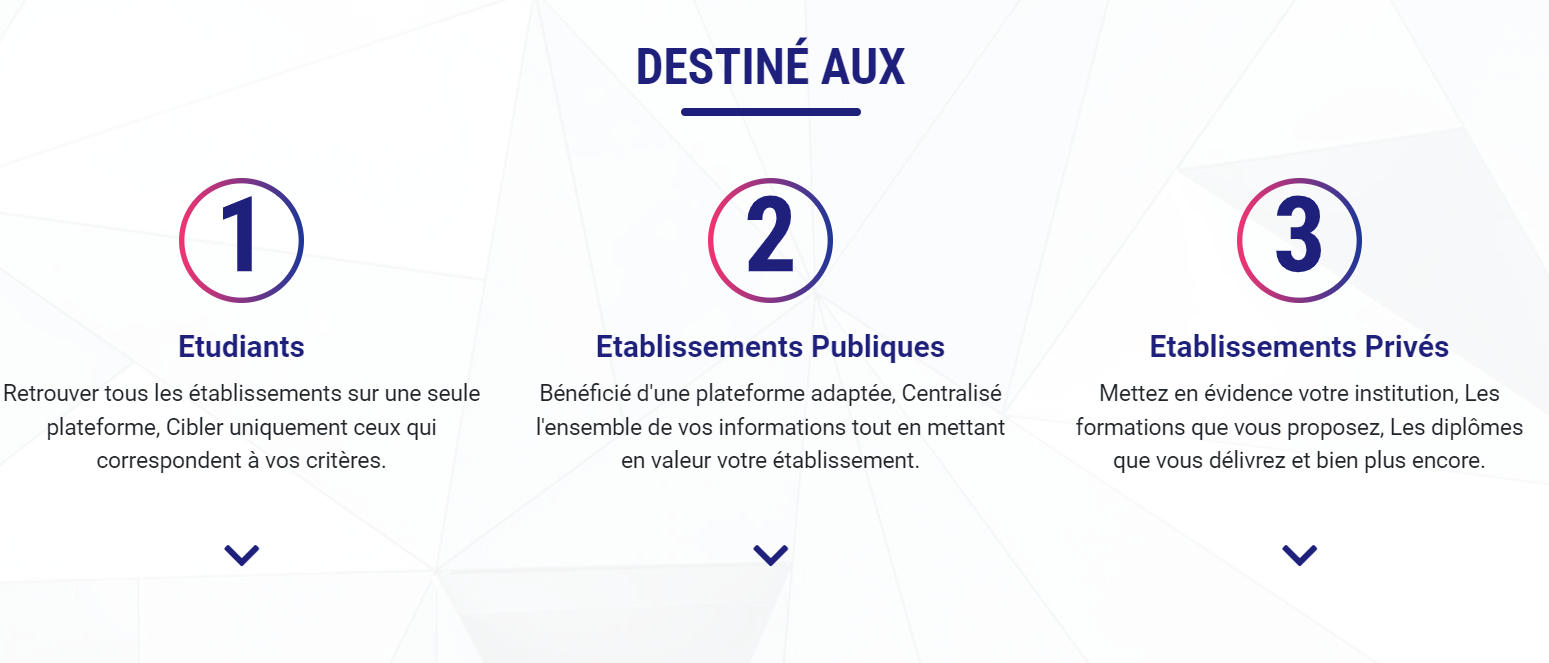 DESTINÉ AUX
1
Etudiants
Retrouver tous les établissements sur une seule
plateforme, Cibler uniquement ceux qui
correspondent à vos critères.
2
Etablissements Publiques
Bénéficié d'une plateforme adaptée, Centralisé
l'ensemble de vos informations tout en mettant
en valeur votre établissement.
3
Etablissements Privés
Mettez en évidence votre institution, Les
formations que vous proposez, Les diplômes
que vous délivrez et bien plus encore.